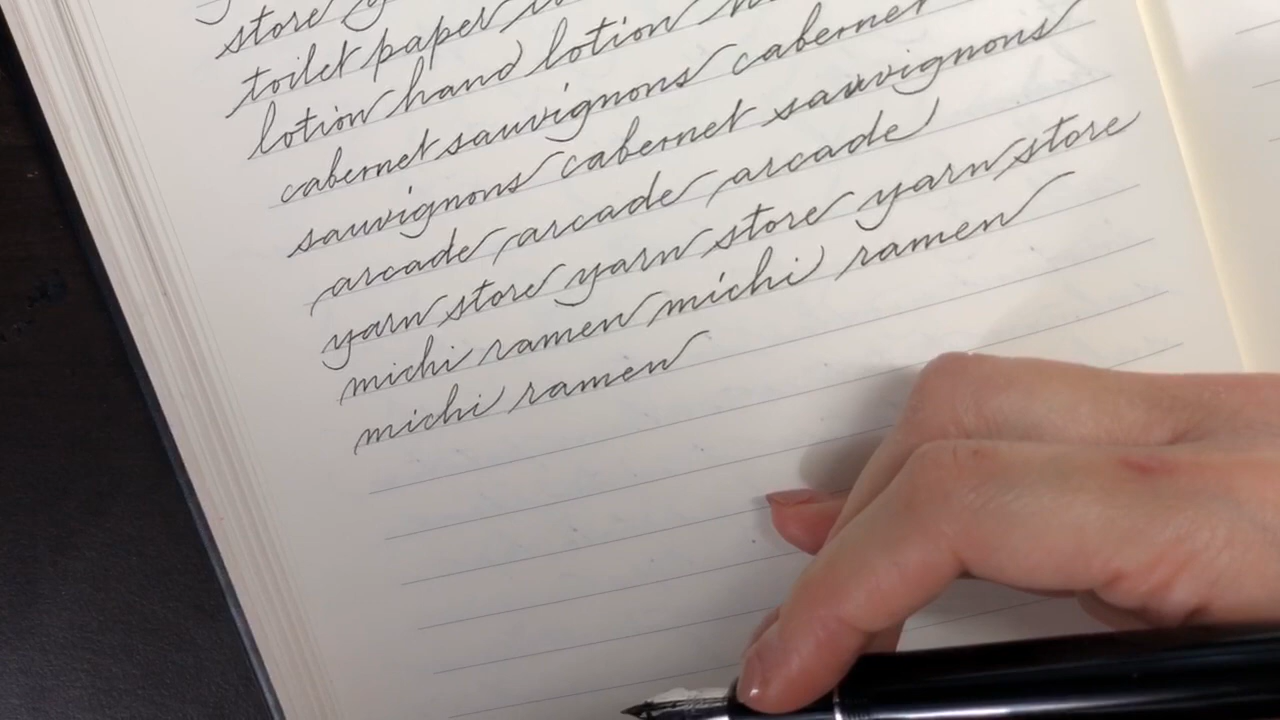 store
toilet paper
lotion hand lotion
cabernet sauvignons cabernet
sauvignons cabernet sauvignons
arcade arcade arcade
yarn store yarn store yarn store
michi ramen michi ramen
michi ramen